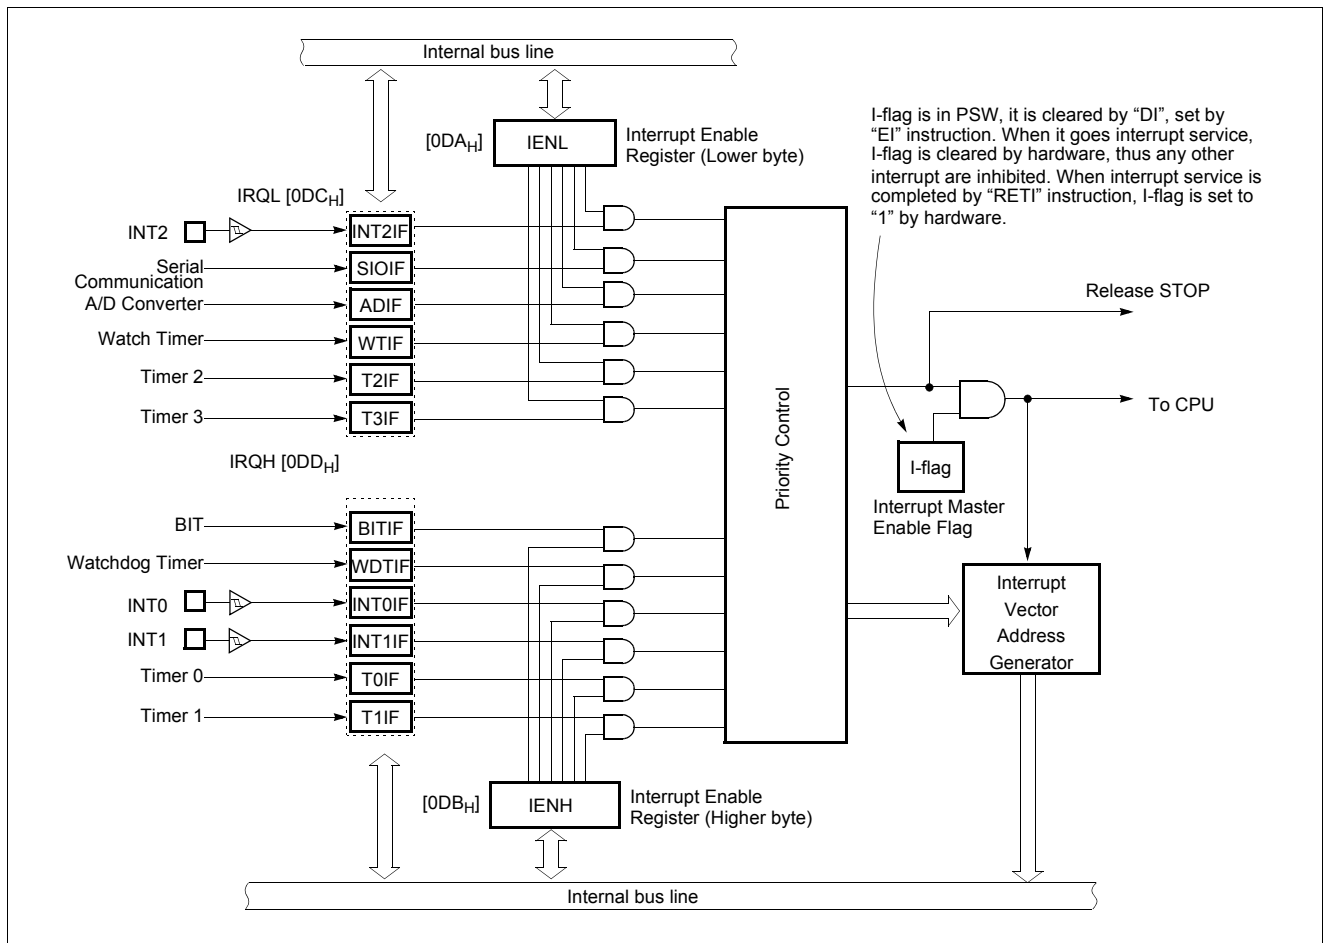 Internal bus line
I-flag is in PSW, it is cleared by “DI”, set by
“EI” instruction. When it goes interrupt service,
I-flag is cleared by hardware, thus any other
interrupt are inhibited. When interrupt service is
completed by “RETI” instruction, I-flag is set to
“1” by hardware.
[0DAH]
IENL
Interrupt Enable
Register (Lower byte)
IRQL [0DCH]
INT2
INT2IF
Serial
Communication
SIOIF
A/D Converter
ADIF
Watch Timer
WTIF
Timer 2
T2IF
Timer 3
T3IF
Release STOP
To CPU
Priority Control
I-flag
Interrupt Master
Enable Flag
IRQH [0DDH]
BIT
BITIF
Watchdog Timer
WDTIF
INT0
INT0IF
INT1
INT1IF
Timer 0
T0IF
Timer 1
T1IF
Interrupt
Vector
Address
Generator
[0DBH]
IENH
Interrupt Enable
Register (Higher byte)
Internal bus line